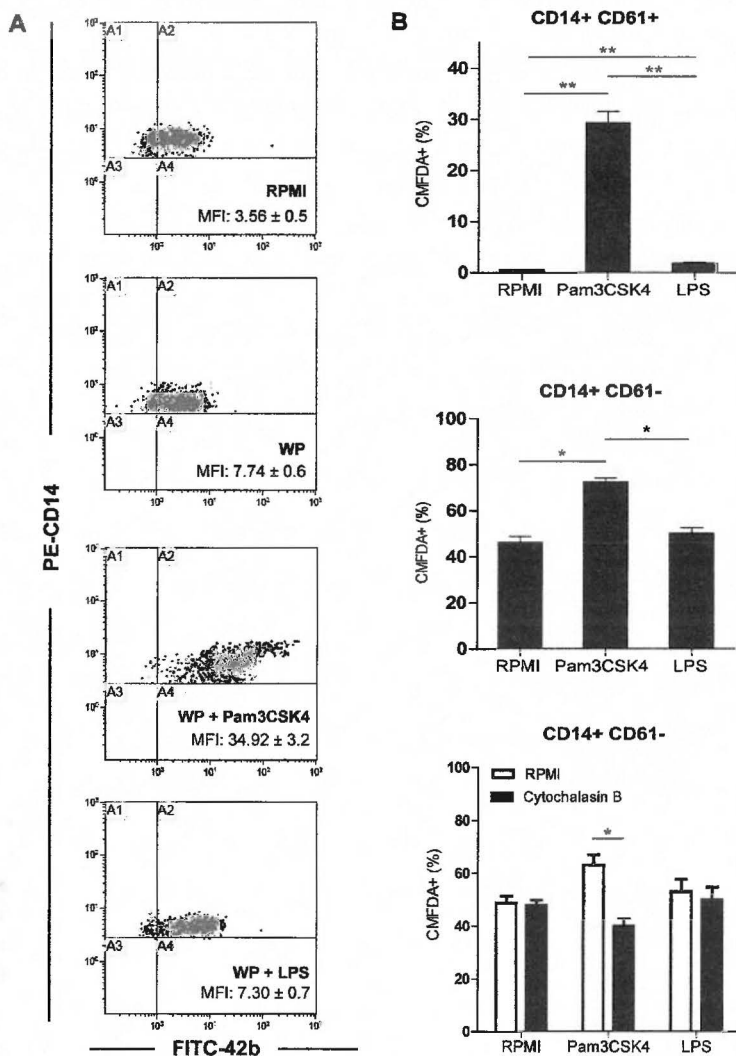 A
PE-CD14
A1 A2
A3 A4
RPMI
MFI: 3.56 ± 0.5
A1 A2
A3 A4
WP
MFI: 7.74 ± 0.6
A1 A2
A3 A4
WP + Pam3CSK4
MFI: 34.92 ± 3.2
A1 A2
A3 A4
WP + LPS
MFI: 7.30 ± 0.7
FITC-42b
B
CD14+ CD61+
**
** **
CMFDA+ (%)
40
30
20
10
0
RPMI Pam3CSK4 LPS
CD14+ CD61-
* *
CMFDA+ (%)
100
80
60
40
20
0
RPMI Pam3CSK4 LPS
CD14+ CD61-
RPMI
Cytochalasin B
*
CMFDA+ (%)
100
80
60
40
20
0
RPMI Pam3CSK4 LPS